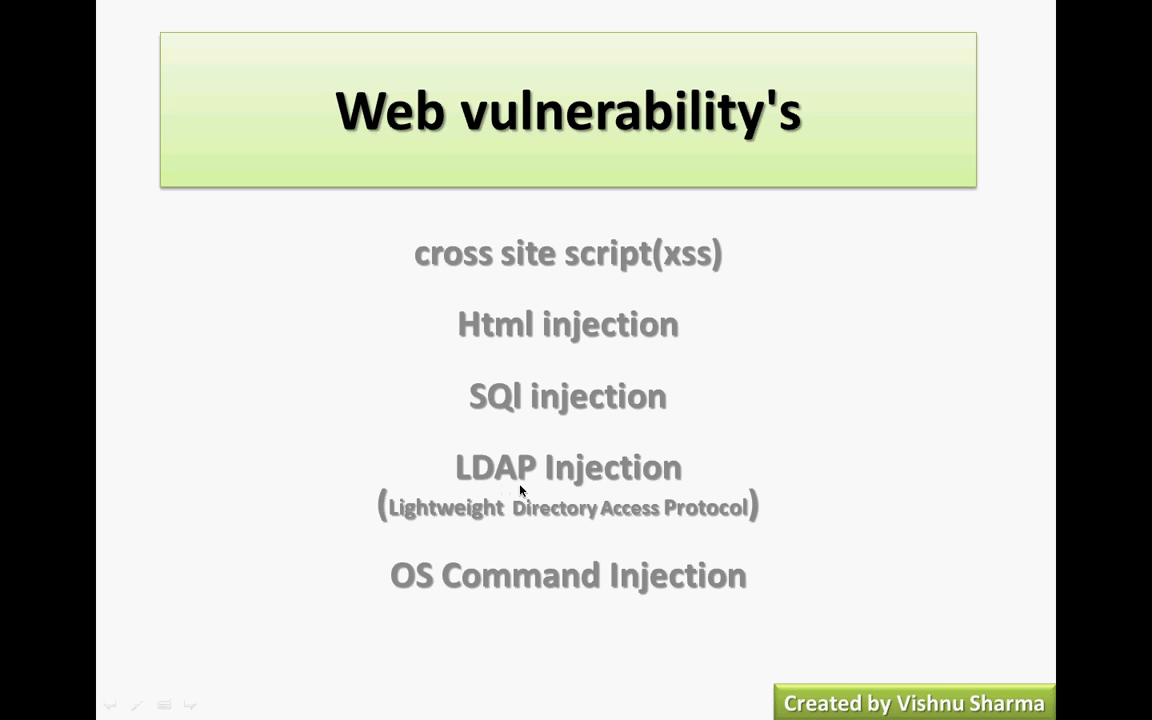 Web vulnerability's
cross site script(xss)
Html injection
SQl injection
LDAP Injection
(Lightweight Directory Access Protocol)
OS Command Injection
Created by Vishnu Sharma